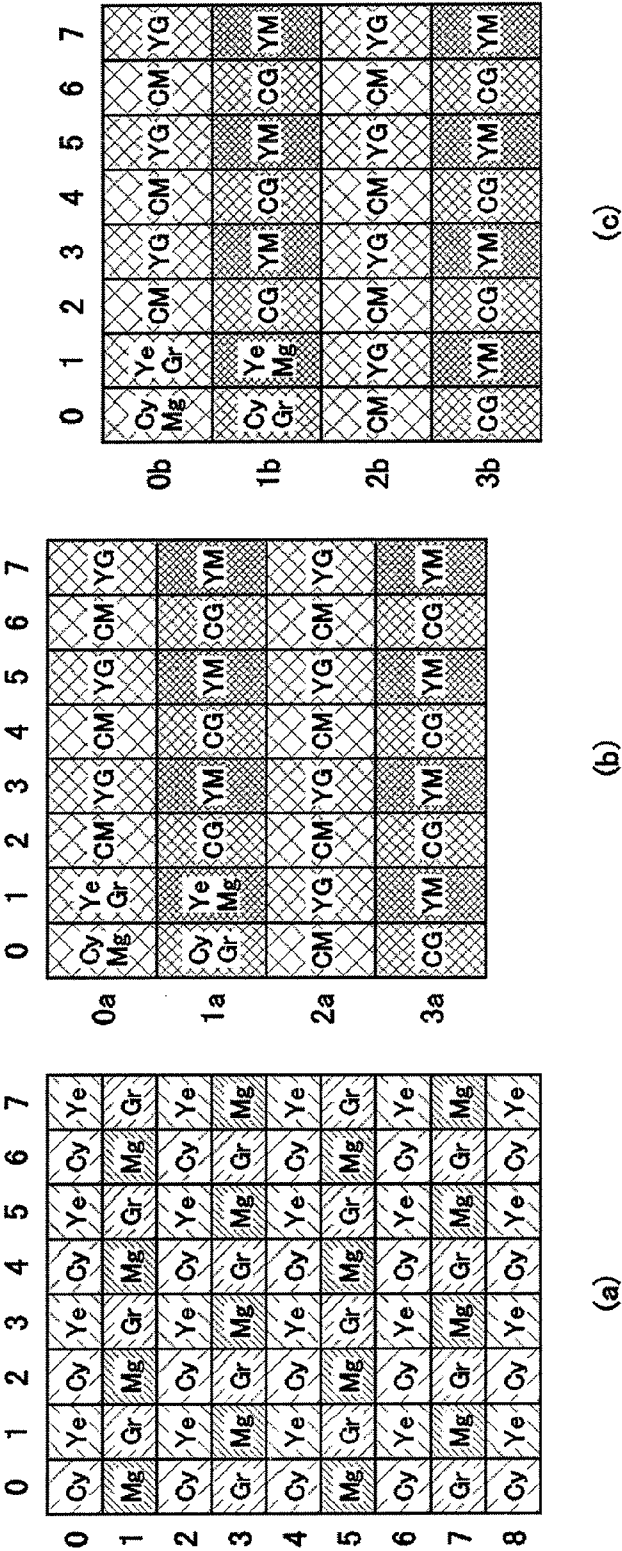 0 1 2 3 4 5 6 7
0 Cy Ye Cy Ye Cy Ye Cy Ye
1 Mg Gr Mg Gr Mg Gr Mg Gr
2 Cy Ye Cy Ye Cy Ye Cy Ye
3 Gr Mg Gr Mg Gr Mg Gr Mg
4 Cy Ye Cy Ye Cy Ye Cy Ye
5 Mg Gr Mg Gr Mg Gr Mg Gr
6 Cy Ye Cy Ye Cy Ye Cy Ye
7 Gr Mg Gr Mg Gr Mg Gr Mg
8 Cy Ye Cy Ye Cy Ye Cy Ye
(a)
0 1 2 3 4 5 6 7
0a Cy Mg Ye Gr CM YG CM YG CM YG
1a Cy Gr Ye Mg CG YM CG YM CG YM
2a CM YG CM YG CM YG CM YG
3a CG YM CG YM CG YM CG YM
(b)
0 1 2 3 4 5 6 7
0b Cy Mg Ye Gr CM YG CM YG CM YG
1b Cy Gr Ye Mg CG YM CG YM CG YM
2b CM YG CM YG CM YG CM YG
3b CG YM CG YM CG YM CG YM
(c)